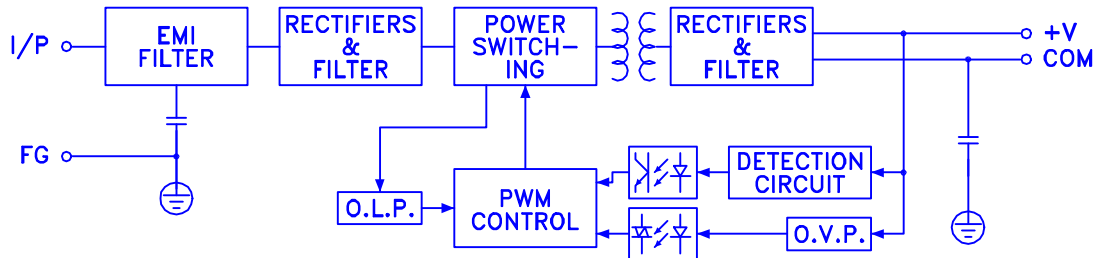 I/P
EMI
FILTER
RECTIFIERS
&
FILTER
POWER
SWITCH-
ING
RECTIFIERS
&
FILTER
+V
COM
FG
O.L.P.
PWM
CONTROL
DETECTION
CIRCUIT
O.V.P.